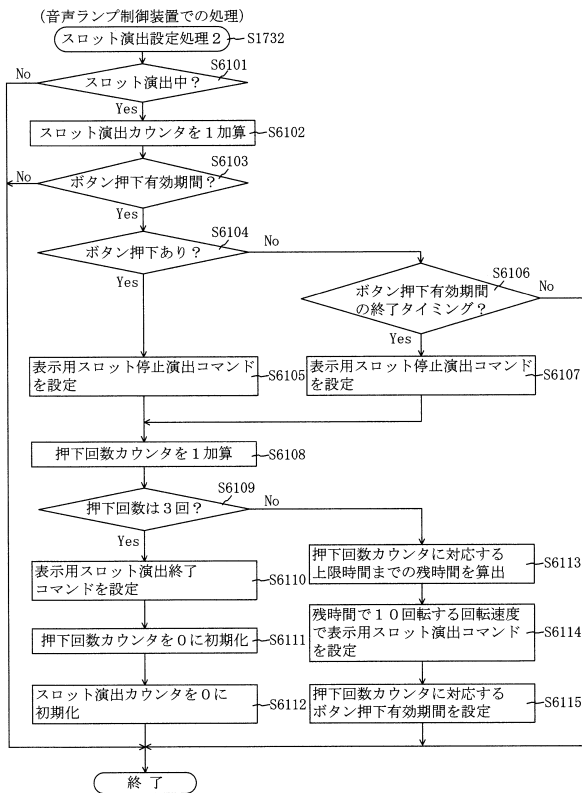 (音声ランプ制御装置での処理)
スロット演出設定処理2
S1732
S6101
No
スロット演出中?
Yes
スロット演出カウンタを1加算
S6102
S6103
No
ボタン押下有効期間?
Yes
S6104
ボタン押下あり?
No
Yes
S6106
ボタン押下有効期間
の終了タイミング?
No
Yes
表示用スロット停止演出コマンド
を設定
S6105
表示用スロット停止演出コマンド
を設定
S6107
押下回数カウンタを1加算
S6108
S6109
押下回数は3回?
No
Yes
表示用スロット演出終了
コマンドを設定
S6110
押下回数カウンタに対応する
上限時間までの残時間を算出
S6113
押下回数カウンタを0に初期化
S6111
残時間で10回転する回転速度
で表示用スロット演出コマンド
を設定
S6114
スロット演出カウンタを0に
初期化
S6112
押下回数カウンタに対応する
ボタン押下有効期間を設定
S6115
終了